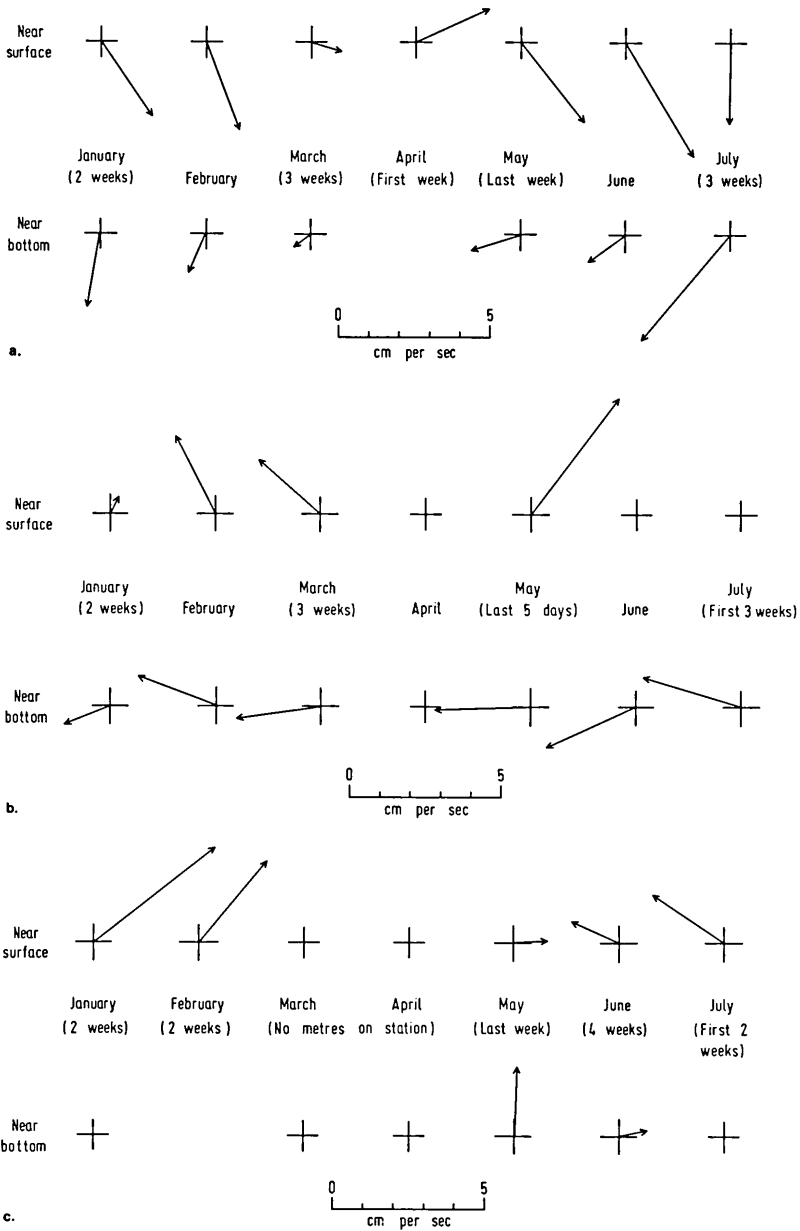 Near
surface
January
(2 weeks)
February
March
(3 weeks)
April
(First week)
May
(Last week)
June
July
(3 weeks)
Near
bottom
0 5
cm per sec
a.
Near
surface
January
(2 weeks)
February
March
(3 weeks)
April
May
(Last 5 days)
June
July
(First 3 weeks)
Near
bottom
0 5
cm per sec
b.
Near
surface
January
(2 weeks)
February
(2 weeks)
March
April
(No metres on station)
May
(Last week)
June
(4 weeks)
July
(First 2
weeks)
Near
bottom
0 5
cm per sec
c.